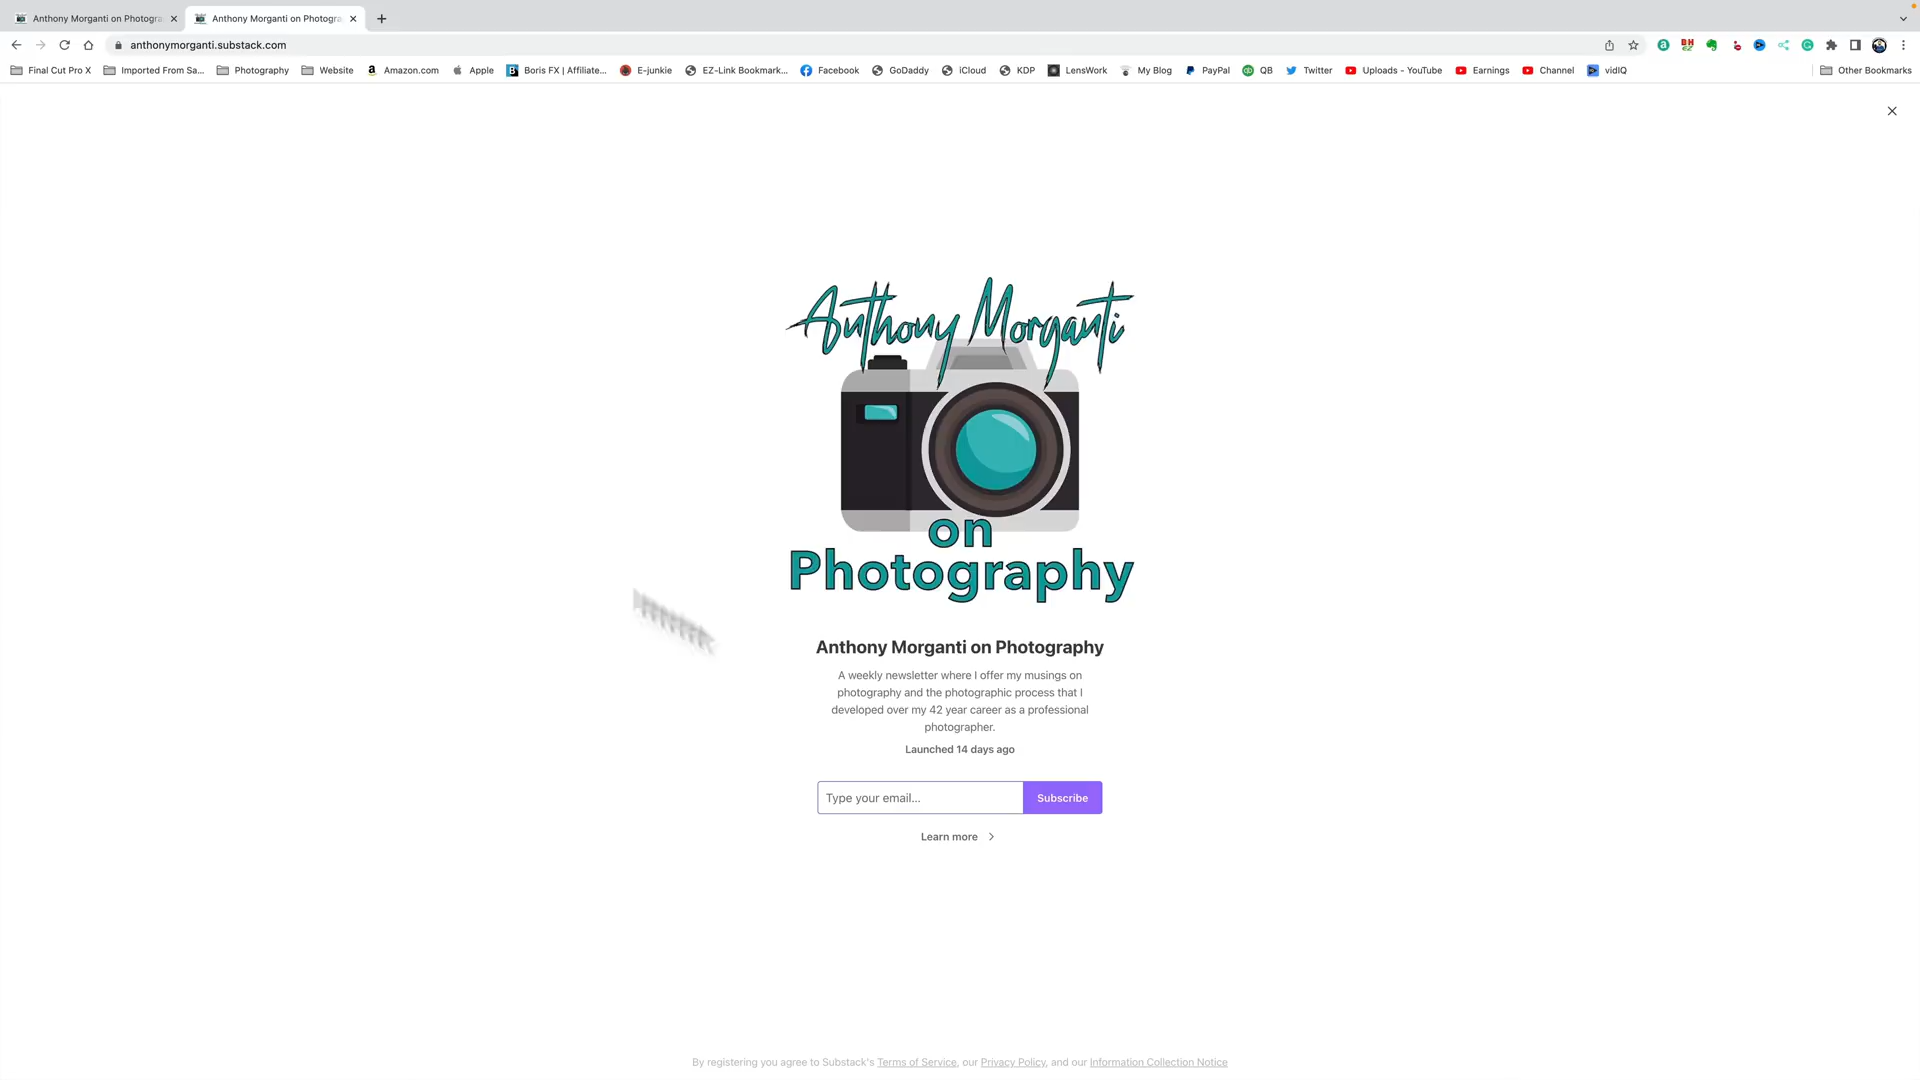 Anthony Morganti on Photogra
Anthony Morganti on Photogra
anthonymorganti.substack.com
Final Cut Pro X
Imported From Sa...
Photography
Website
Amazon.com
Apple
Boris FX | Affiliate...
E-junkie
EZ-Link Bookmark...
Facebook
GoDaddy
iCloud
KDP
LensWork
My Blog
PayPal
QB
Twitter
Uploads - YouTube
Earnings
Channel
vidIQ
Other Bookmarks
Anthony Morganti
on
Photography
Anthony Morganti on Photography
A weekly newsletter where I offer my musings on
photography and the photographic process that I
developed over my 42 year career as a professional
photographer.
Launched 14 days ago
Type your email...
Subscribe
Learn more
By registering you agree to Substack's Terms of Service, our Privacy Policy, and our Information Collection Notice